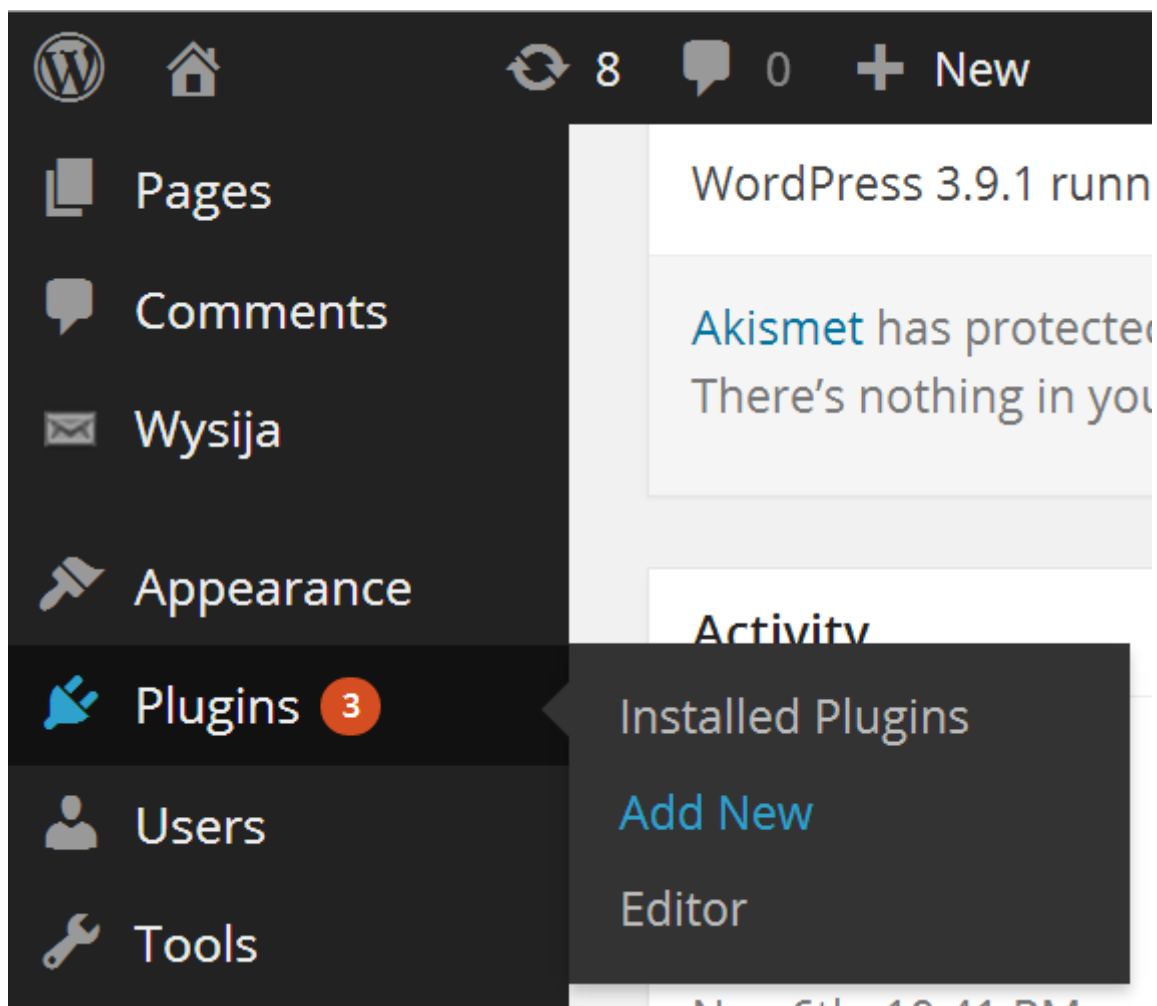 8 0 New
Pages
Comments
Wysija
Appearance
Plugins 3
Users
Tools
WordPress 3.9.1 runn
Akismet has protected
There's nothing in you
Activity
Installed Plugins
Add New
Editor